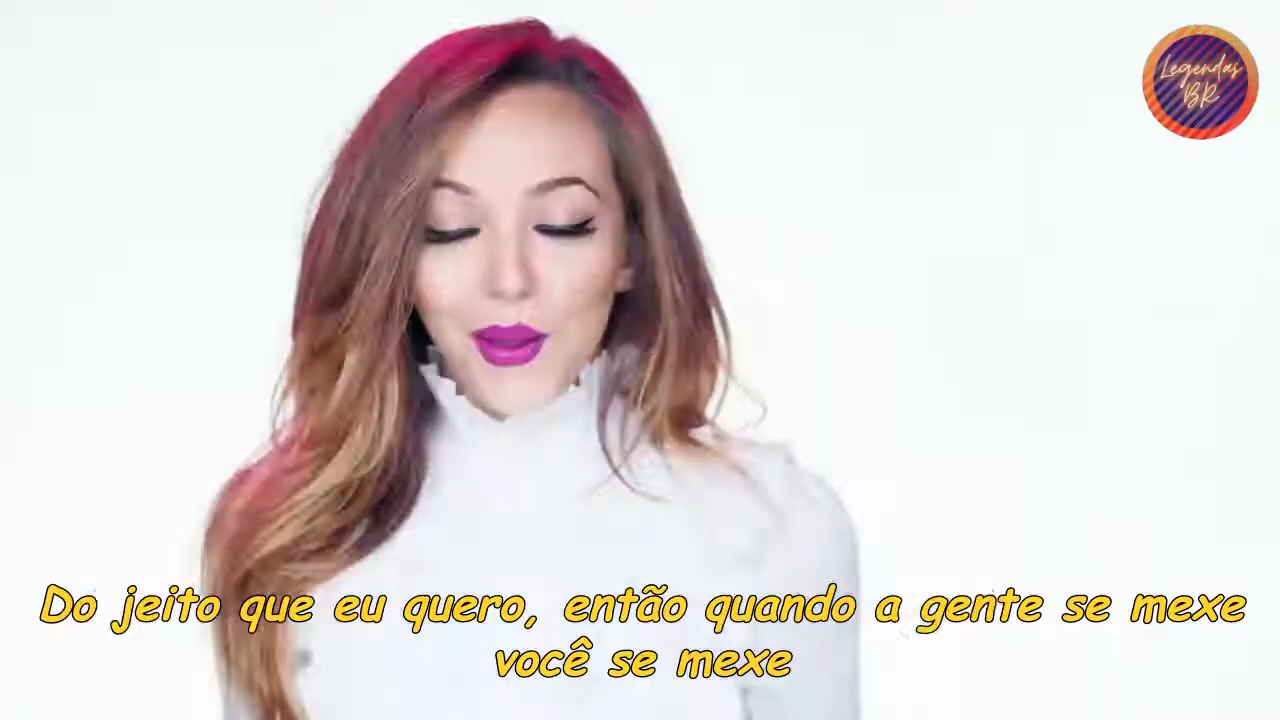 Legendas
BR
Do jeito que eu quero, então quando a gente se mexe
você se mexe